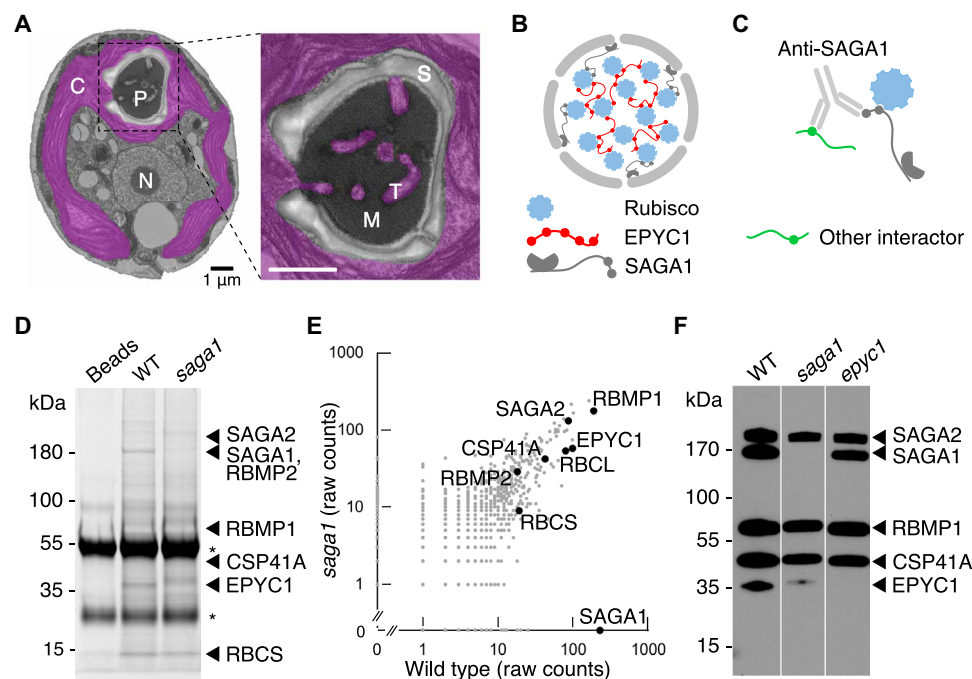 A
C
P
N
1 µm
S
T
M
B
Rubisco
EPYC1
SAGA1
C
Anti-SAGA1
Other interactor
D
Beads
WT
saga1
kDa
180
100
55
35
15
SAGA2
SAGA1,
RBMP2
RBMP1
*
CSP41A
EPYC1
*
RBCS
E
saga1 (raw counts)
1000
100
10
1
0
SAGA2
RBMP1
CSP41A
EPYC1
RBMP2
RBCL
RBCS
SAGA1
0 1 10 100 1000
Wild type (raw counts)
F
WT
saga1
epyc1
kDa
170
100
55
35
15
SAGA2
SAGA1
RBMP1
CSP41A
EPYC1